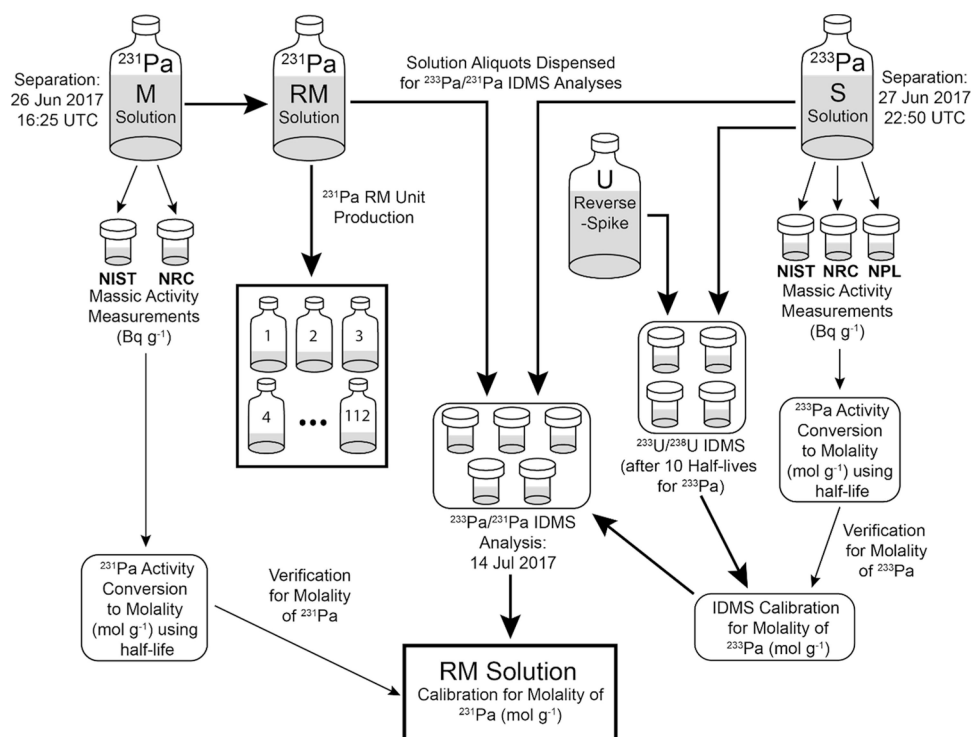 Separation:
26 Jun 2017
16:25 UTC
²³¹Pa
M
Solution
²³¹Pa
RM
Solution
Solution Aliquots Dispensed
for ²³³Pa/²³¹Pa IDMS Analyses
²³³Pa
S
Solution
Separation:
27 Jun 2017
22:50 UTC
U
Reverse
-Spike
²³¹Pa RM Unit
Production
NIST NRC
Massic Activity
Measurements
(Bq g⁻¹)
NIST NRC NPL
Massic Activity
Measurements
(Bq g⁻¹)
1 2 3
4 ••• 112
²³³U/²³⁸U IDMS
(after 10 Half-lives
for ²³³Pa)
²³³Pa Activity
Conversion
to Molality
(mol g⁻¹) using
half-life
²³³Pa/²³¹Pa IDMS
Analysis:
14 Jul 2017
Verification
for Molality
of ²³³Pa
²³¹Pa Activity
Conversion
to Molality
(mol g⁻¹) using
half-life
Verification
for Molality
of ²³¹Pa
IDMS Calibration
for Molality of
²³³Pa (mol g⁻¹)
RM Solution
Calibration for Molality of
²³¹Pa (mol g⁻¹)